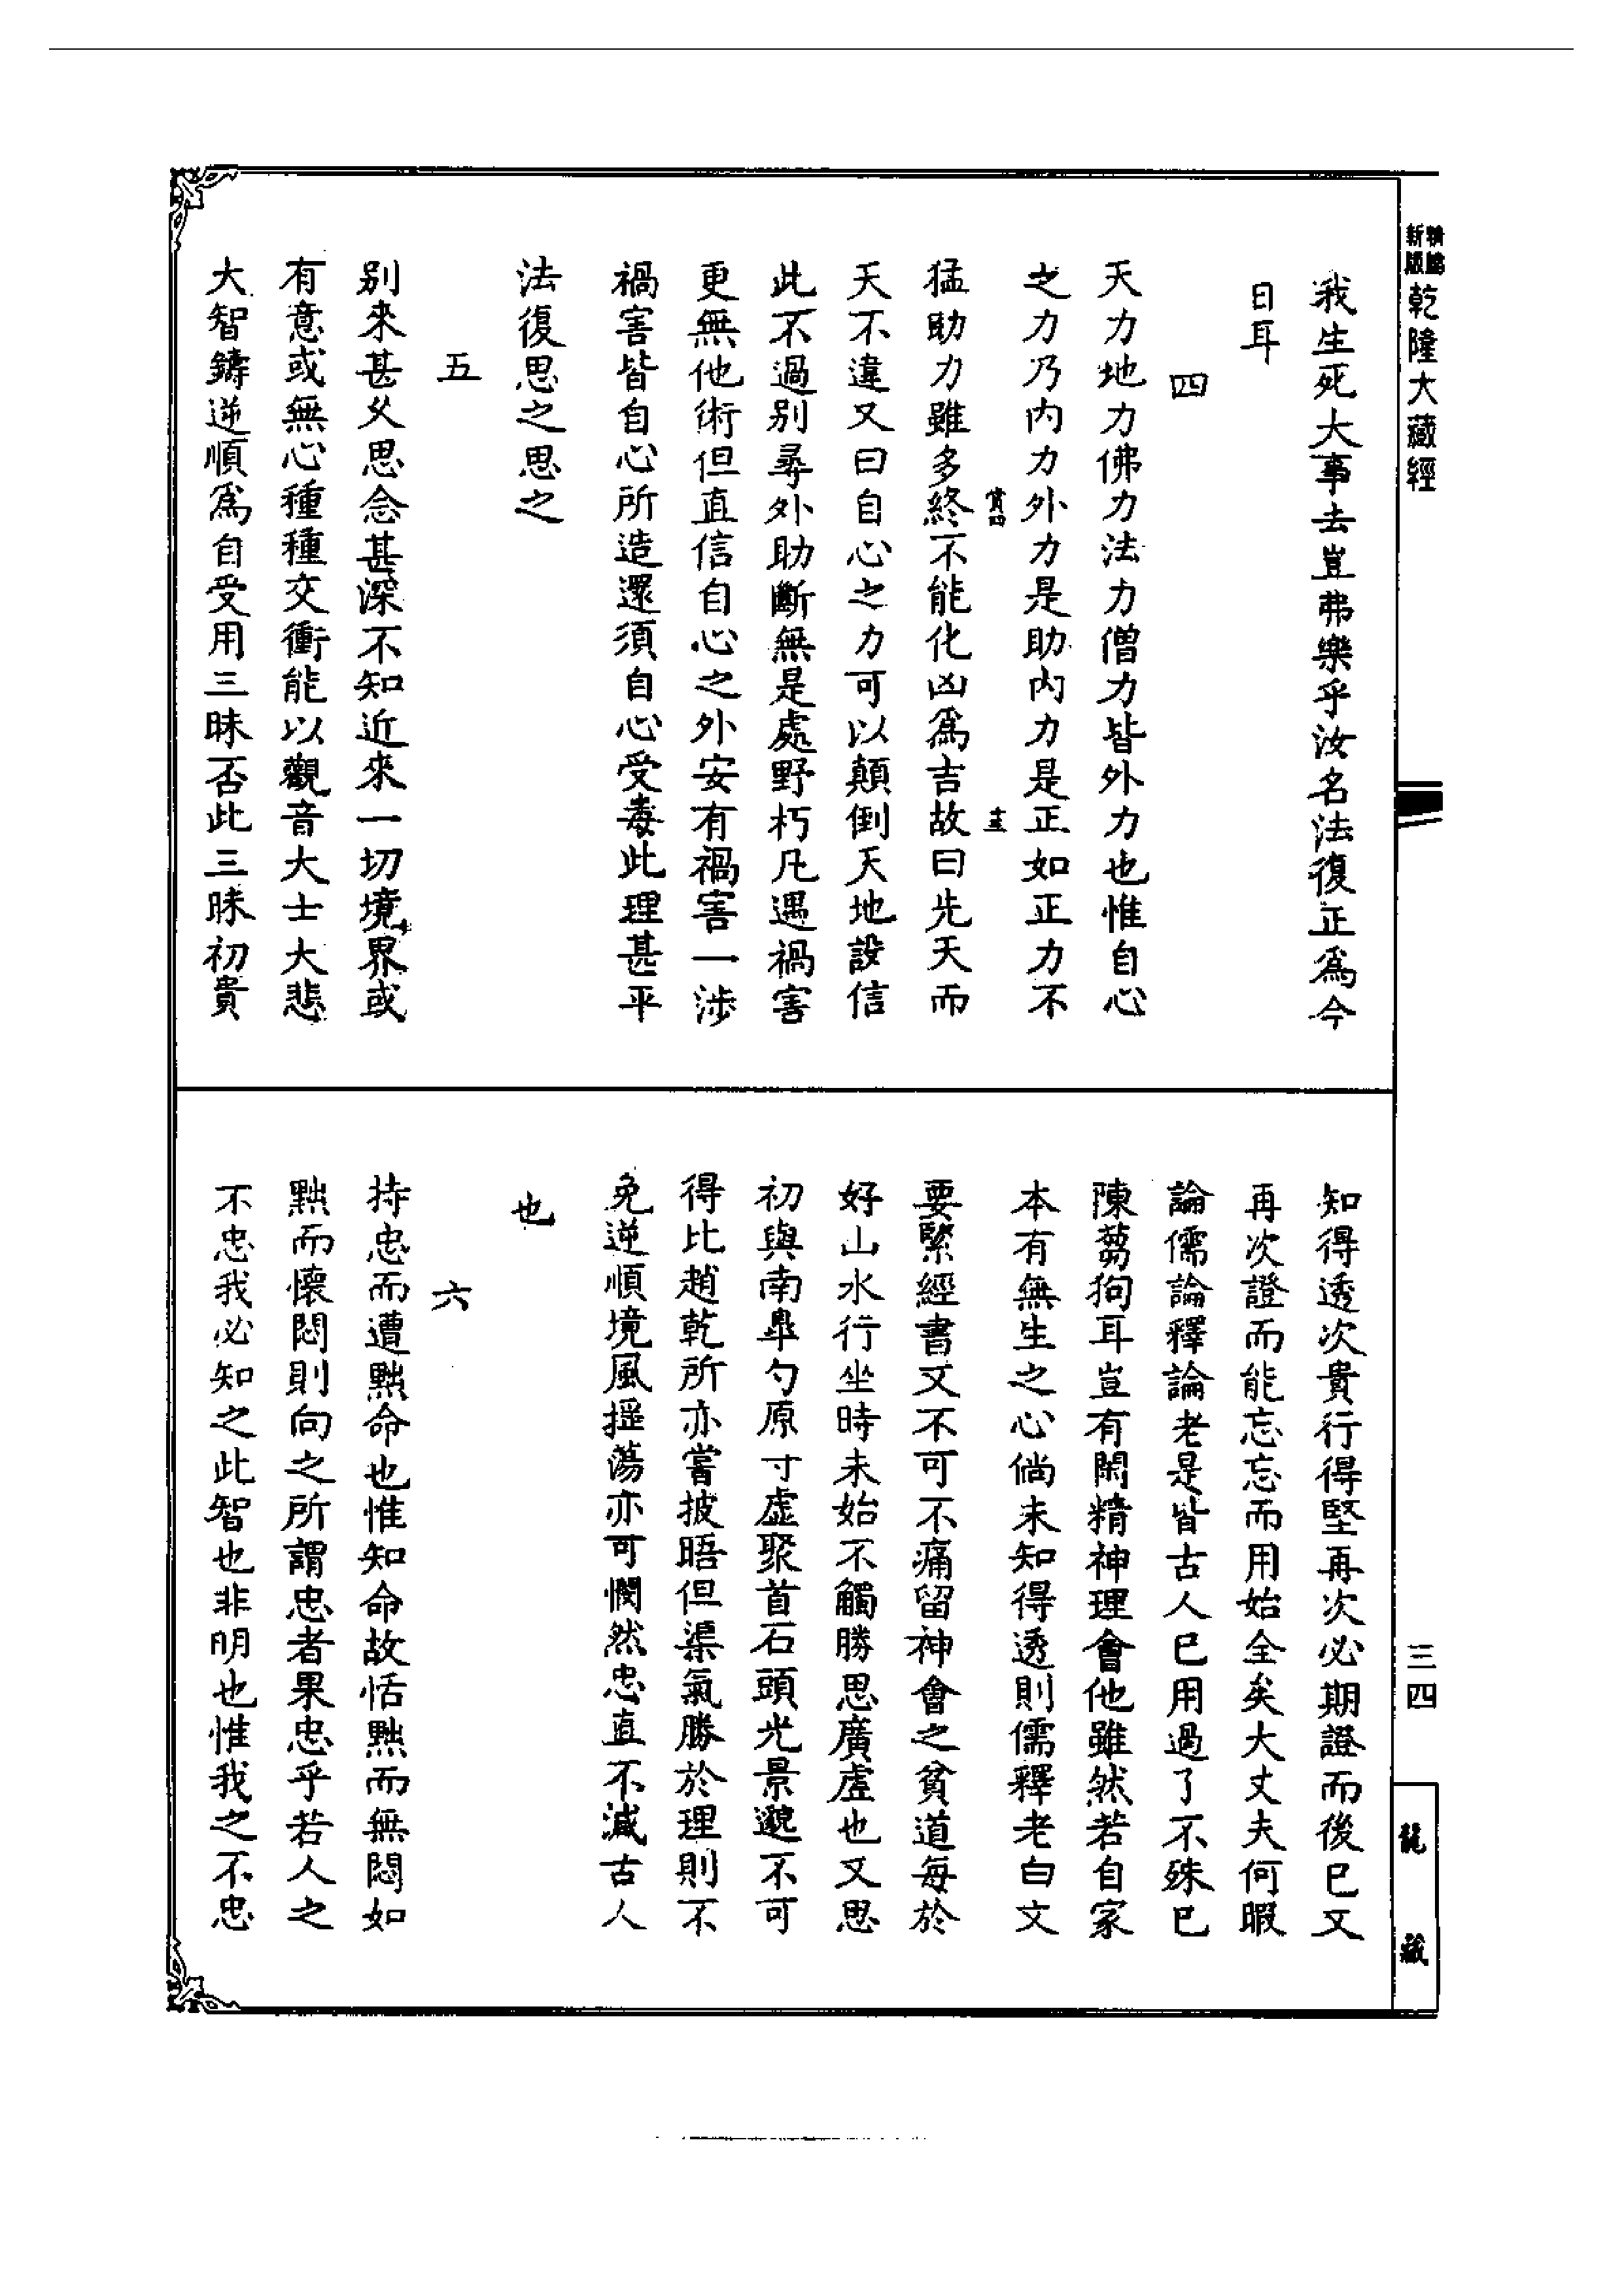 乾隆大藏經
我生死大事去豈弗樂乎汝名法復正爲今
日耳
四
天力地力佛力法力僧力皆外力也惟自心
之力乃内力外力是助内力是正如正力不
猛助力雖多終不能化凶爲吉故曰先天而
天不違又曰自心之力可以顛倒天地設信
此不過别尋外助斷無是處野朽凡遇禍害
更無他術但直信自心之外安有禍害一涉
禍害皆自心所造還須自心受毒此理甚平
法復思之思之
五
别來甚久思念甚深不知近來一切境界或
有意或無心種種交衝能以觀音大士大悲
大智鑄逆順爲自受用三昧否此三昧初貴
知得透次貴行得堅再次必期證而後已又
再次證而能忘忘而用始全矣大丈夫何暇
論儒論釋論老是皆古人已用過了不殊已
陳蒭狗耳豈有閑精神理會他雖然若自家
本有無生之心倘未知得透則儒釋老白文
要緊經書又不可不痛留神會之貧道每於
好山水行坐時未始不觸勝思廣虛也又思
初與南臯勺原寸虛聚首石頭光景邈不可
得比趙乾所亦嘗披晤但渠氣勝於理則不
免逆順境風揺蕩亦可憫然忠直不減古人
也
六
持忠而遭黜命也惟知命故恬黜而無悶如
黜而懷悶則向之所謂忠者果忠乎若人之
不忠我必知之此智也非明也惟我之不忠
三四
龍藏